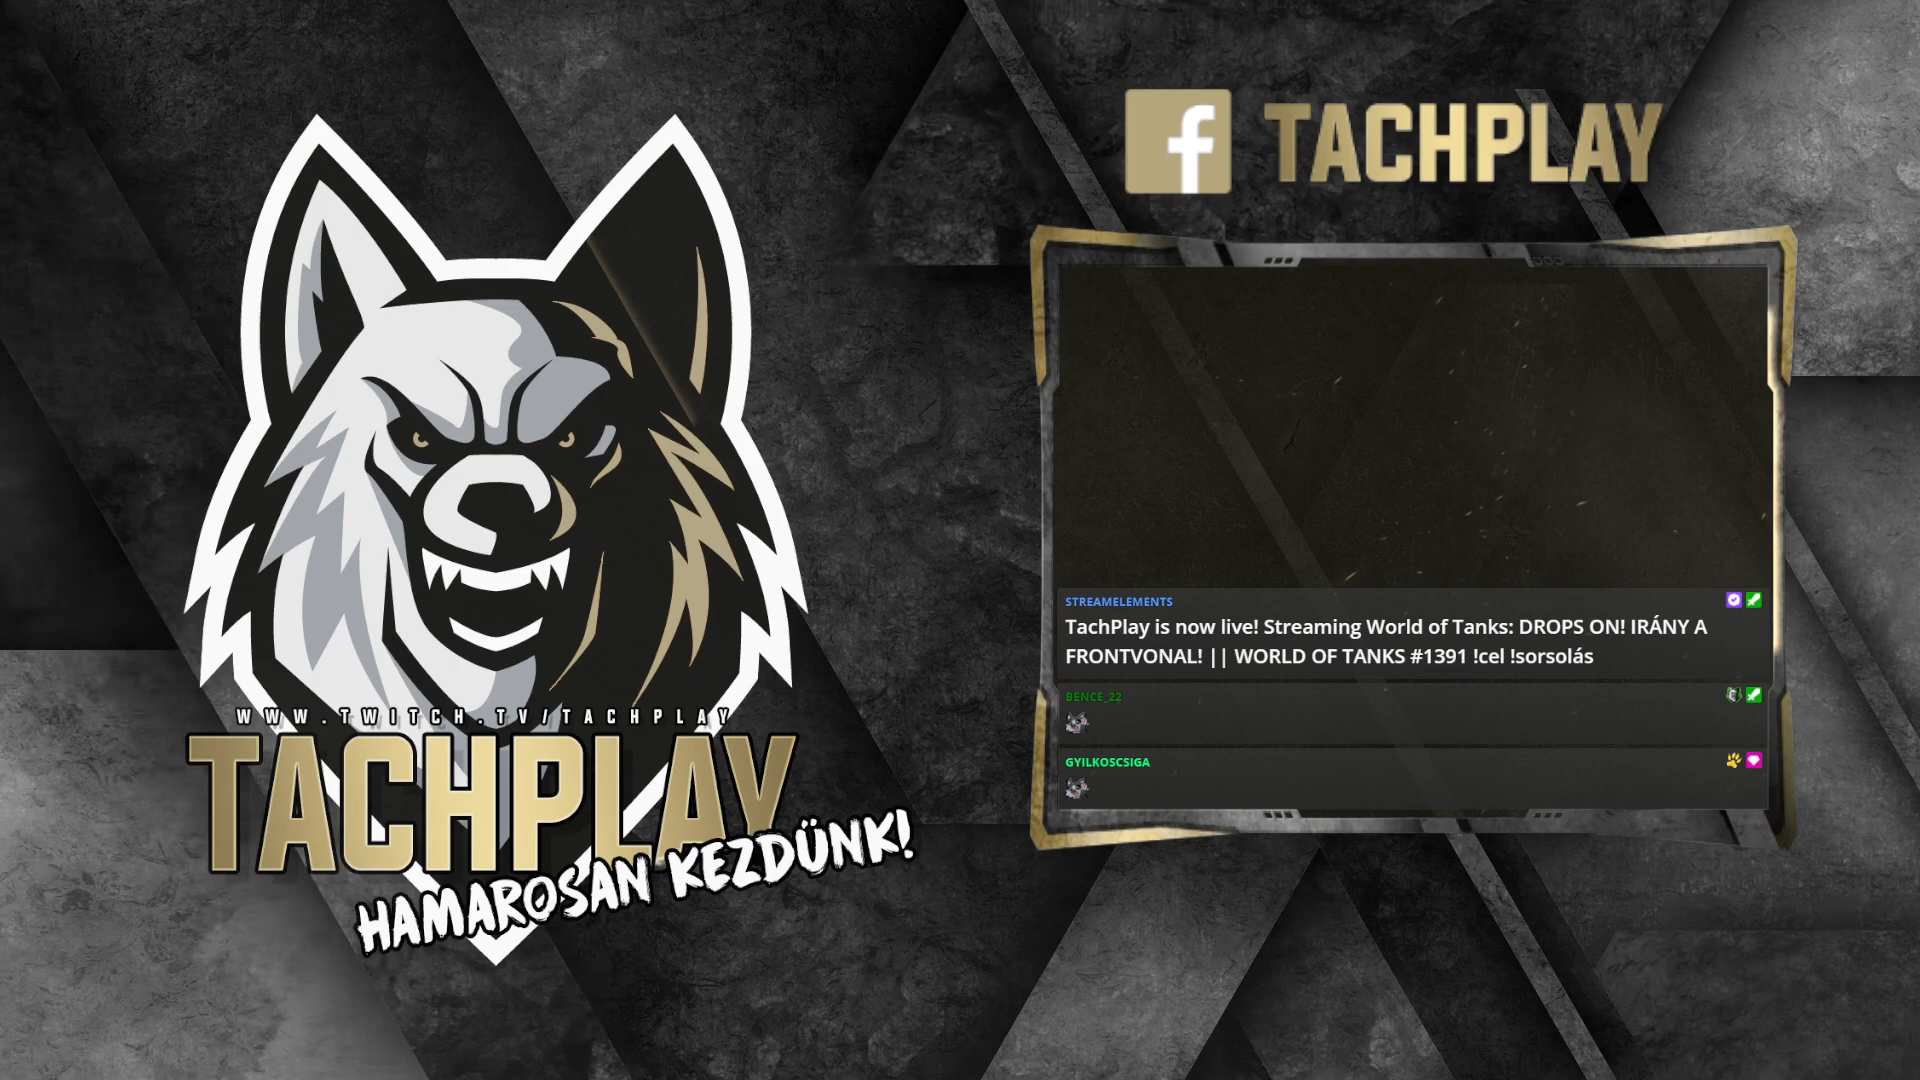 WWW.TWITCH.TV/TACHPLAY
TACHPLAY
HAMAROSAN KEZDÜNK!
f TACHPLAY
STREAMELEMENTS
TachPlay is now live! Streaming World of Tanks: DROPS ON! IRÁNY A
FRONTVONAL! || WORLD OF TANKS #1391 !cel !sorsolás
BENCE_22
GYILKOSCSIGA